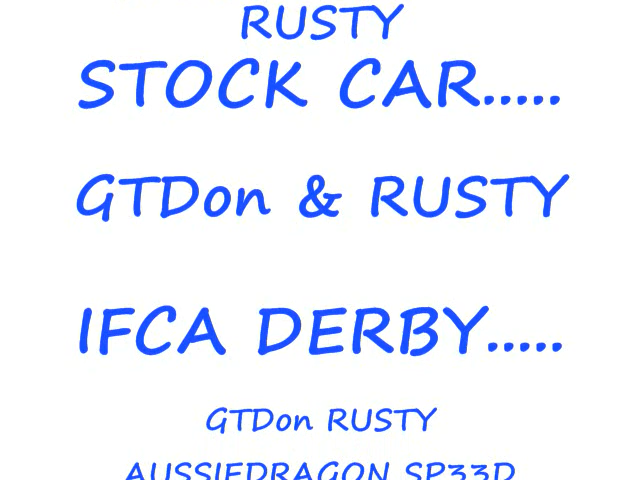 RUSTY
STOCK CAR.....
GTDon & RUSTY
IFCA DERBY.....
GTDon RUSTY
AUSSIEDRAGON SP33D